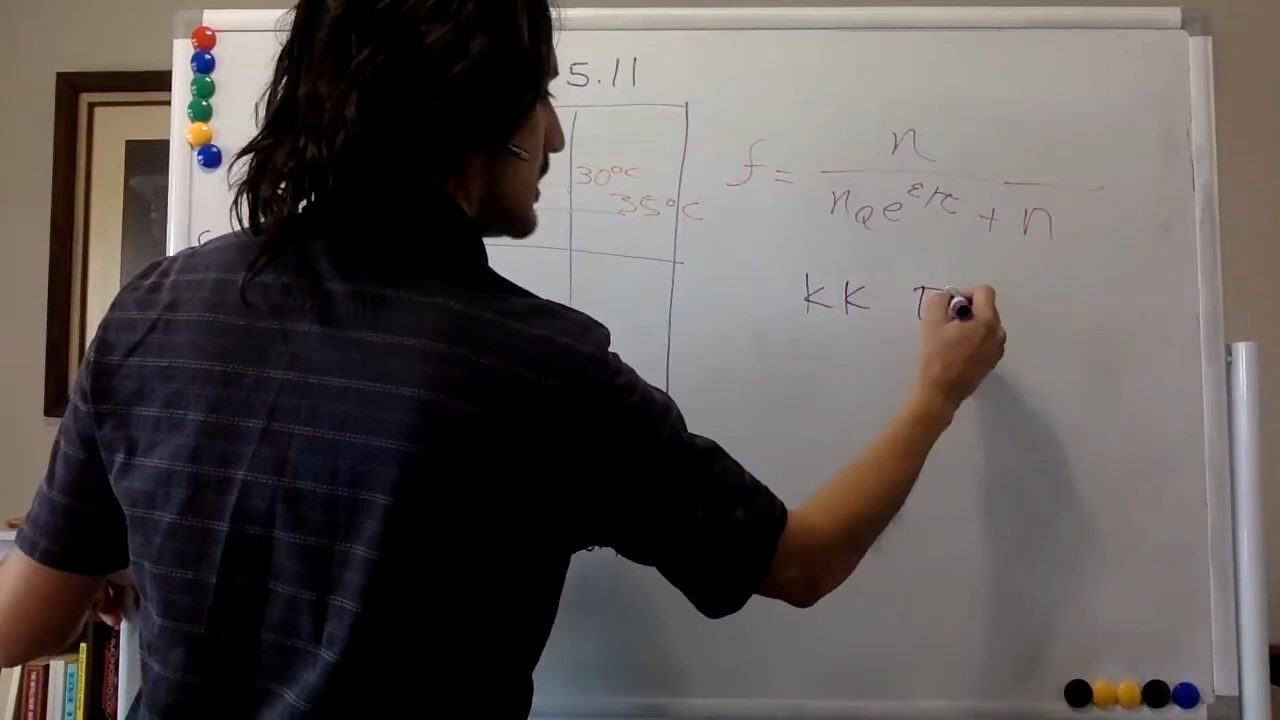 5.11
30°C
35°C
f = n / n_Q e^{ε/τ} + n
KK